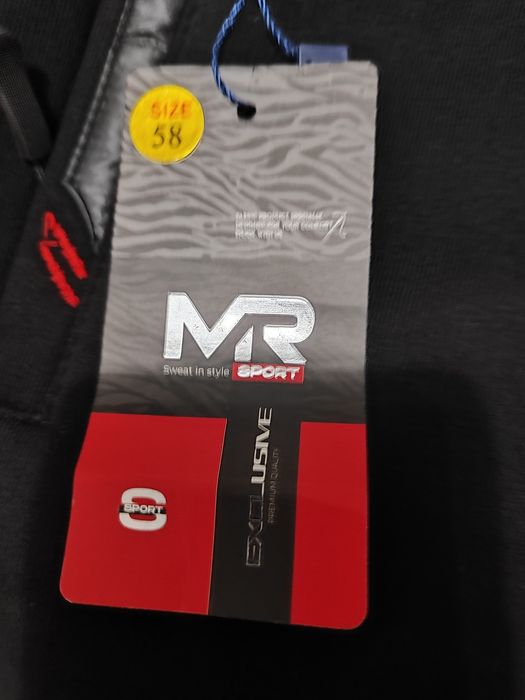 SIZE
58
MR
Sweat in style SPORT
EXCLUSIVE
PREMIUM QUALITY
S
SPORT